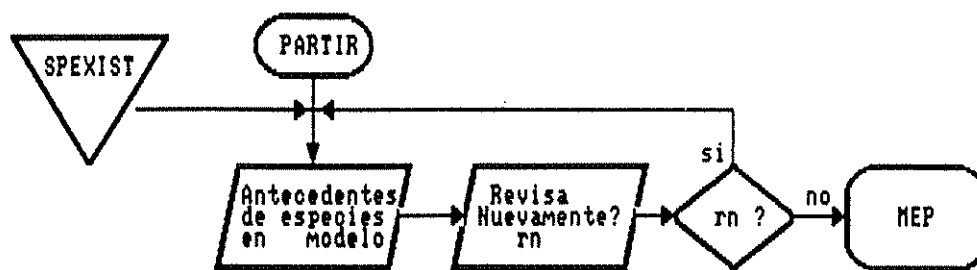 SPEXIST
PARTIR
Antecedentes
de especies
en modelo
Revisa
Nuevamente?
rn
rn ?
si
no
MEP